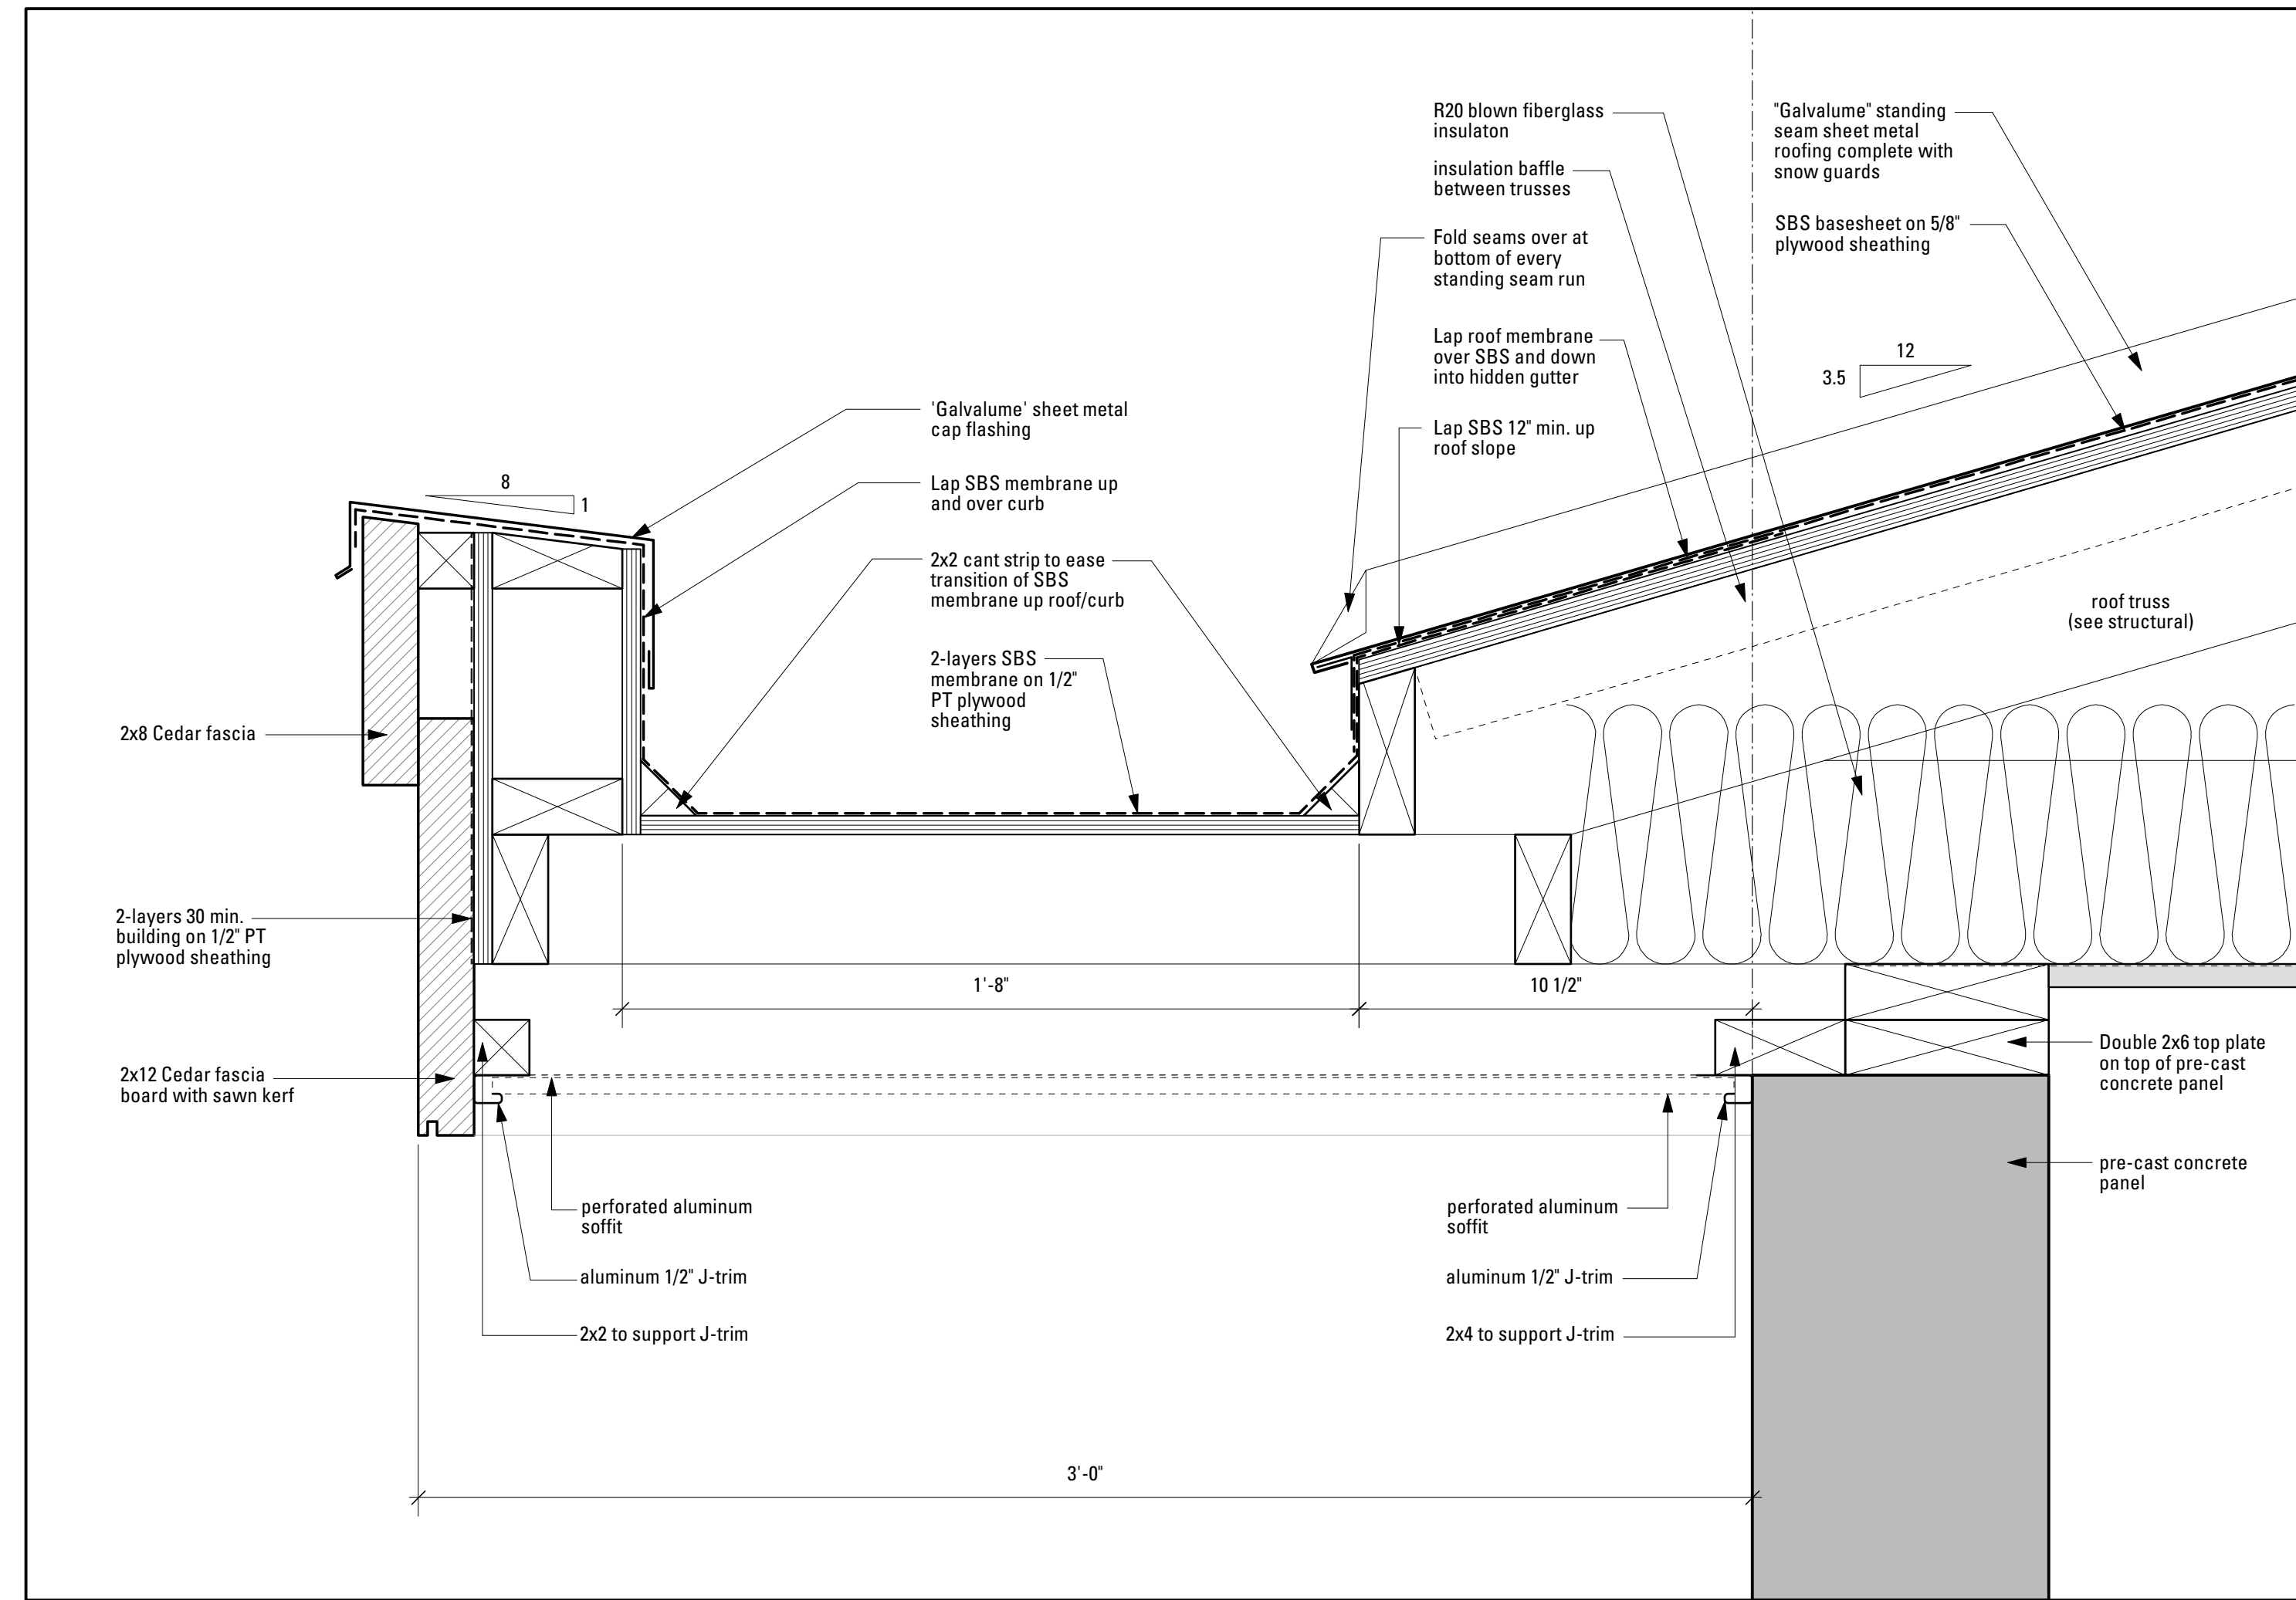 R20 blown fiberglass
insulaton
insulation baffle
between trusses
Fold seams over at
bottom of every
standing seam run
Lap roof membrane
over SBS and down
into hidden gutter
Lap SBS 12" min. up
roof slope
"Galvalume" standing
seam sheet metal
roofing complete with
snow guards
SBS basesheet on 5/8"
plywood sheathing
12
3.5
'Galvalume' sheet metal
cap flashing
Lap SBS membrane up
and over curb
8
1
2x2 cant strip to ease
transition of SBS
membrane up roof/curb
2-layers SBS
membrane on 1/2"
PT plywood
sheathing
roof truss
(see structural)
2x8 Cedar fascia
2-layers 30 min.
building on 1/2" PT
plywood sheathing
1'-8"
10 1/2"
2x12 Cedar fascia
board with sawn kerf
Double 2x6 top plate
on top of pre-cast
concrete panel
pre-cast concrete
panel
perforated aluminum
soffit
aluminum 1/2" J-trim
2x2 to support J-trim
perforated aluminum
soffit
aluminum 1/2" J-trim
2x4 to support J-trim
3'-0"